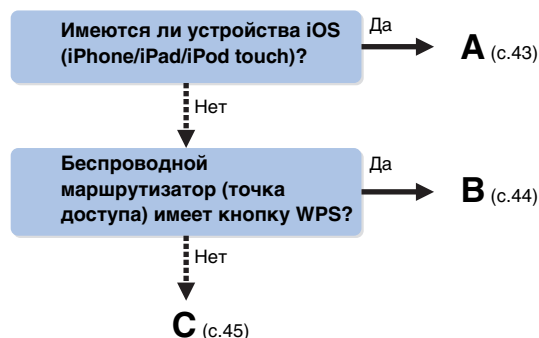 Имеются ли устройства iOS
(iPhone/iPad/iPod touch)?
Да
A (с.43)
Нет
Беспроводной
маршрутизатор (точка
доступа) имеет кнопку WPS?
Да
B (с.44)
Нет
C (с.45)